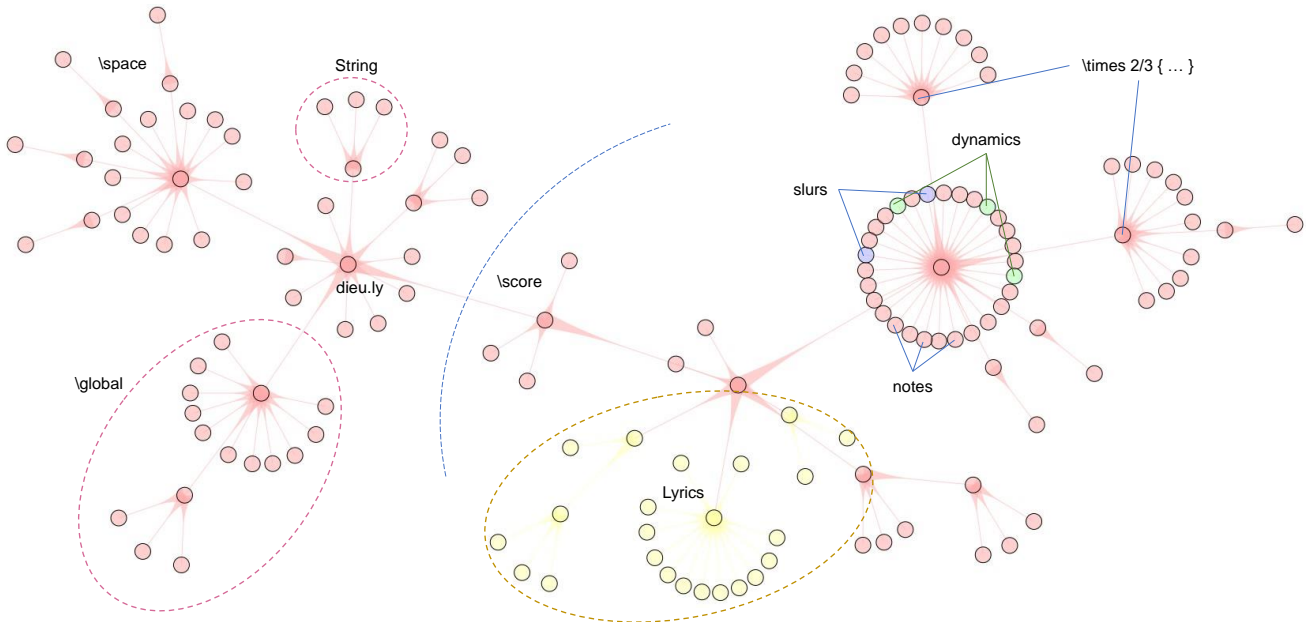 \space
String
\times 2/3 { … }
dynamics
slurs
\score
dieu.ly
\global
notes
Lyrics